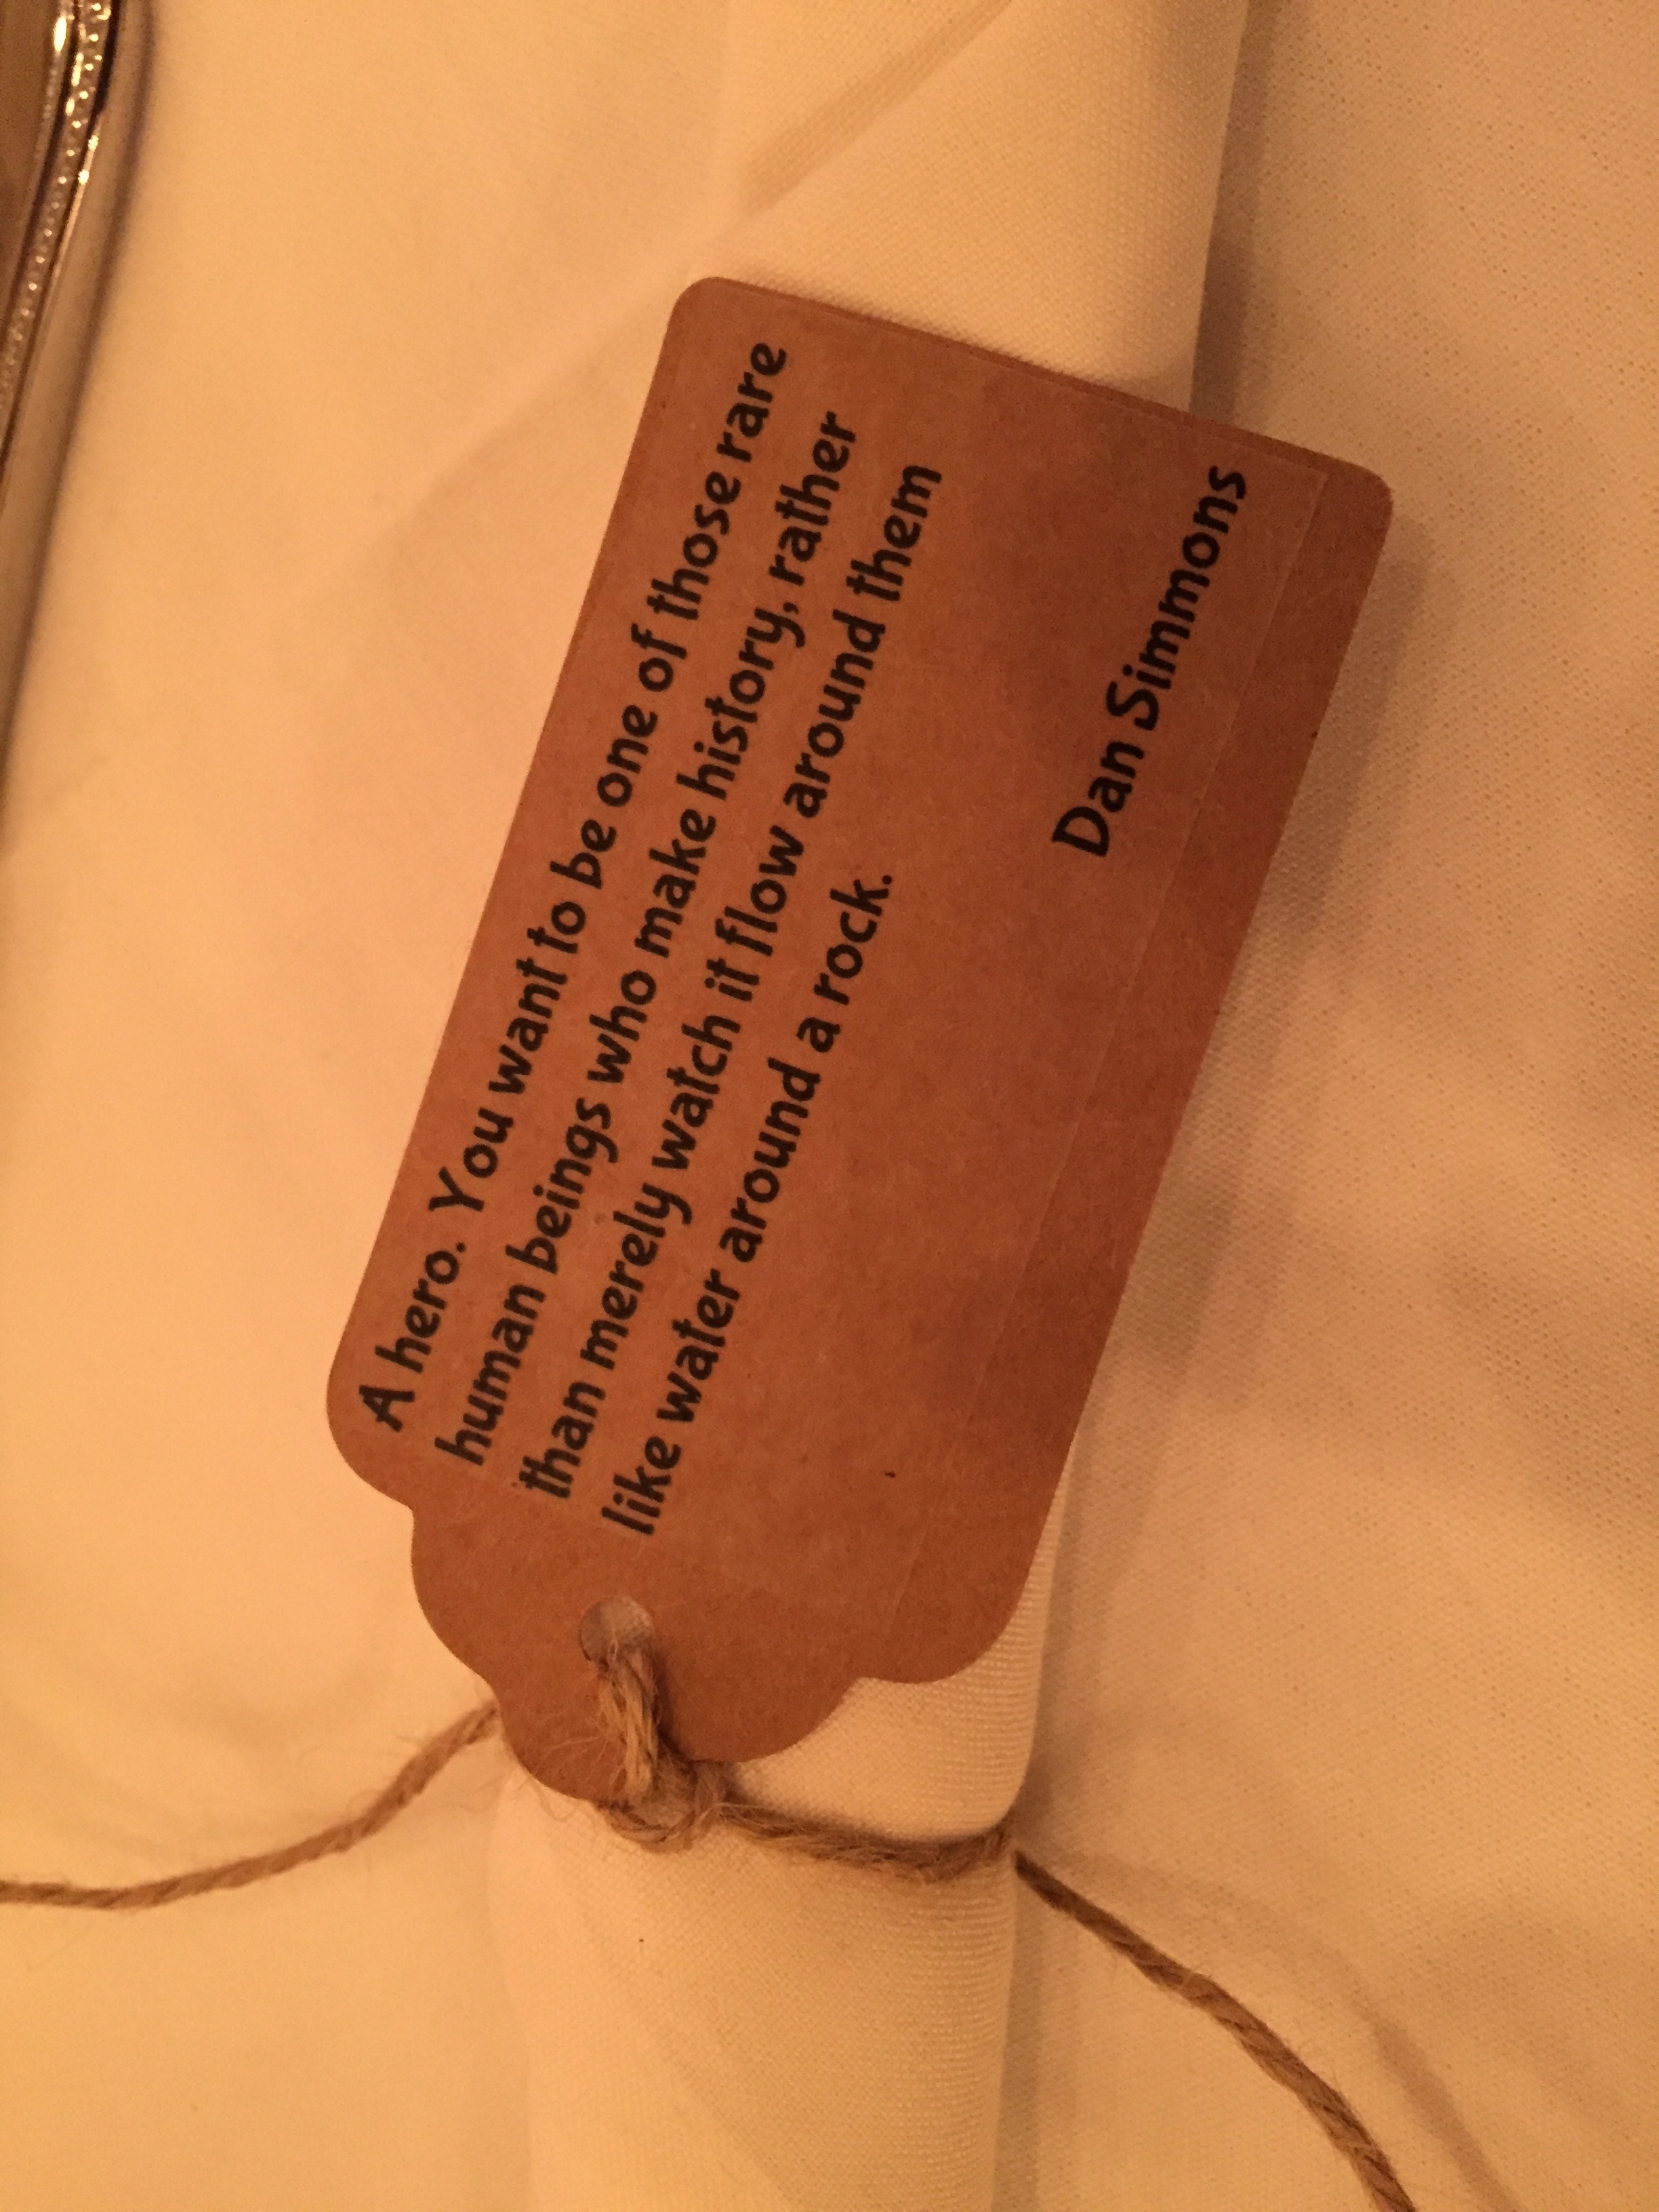 A hero. You want to be one of those rare
human beings who make history, rather
than merely watch it flow around them
like water around a rock.
Dan Simmons